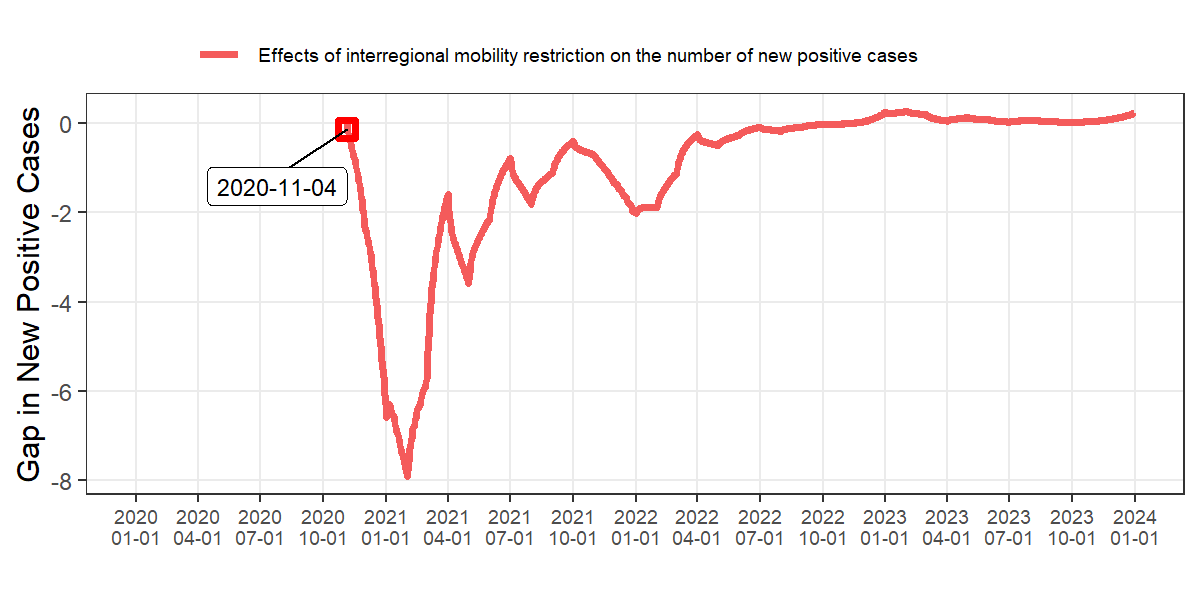 Effects of interregional mobility restriction on the number of new positive cases
Gap in New Positive Cases
0
-2
-4
-6
-8
2020-11-04
2020 2020 2020 2020 2021 2021 2021 2021 2022 2022 2022 2022 2023 2023 2023 2023 2024
01-01 04-01 07-01 10-01 01-01 04-01 07-01 10-01 01-01 04-01 07-01 10-01 01-01 04-01 07-01 10-01 01-01